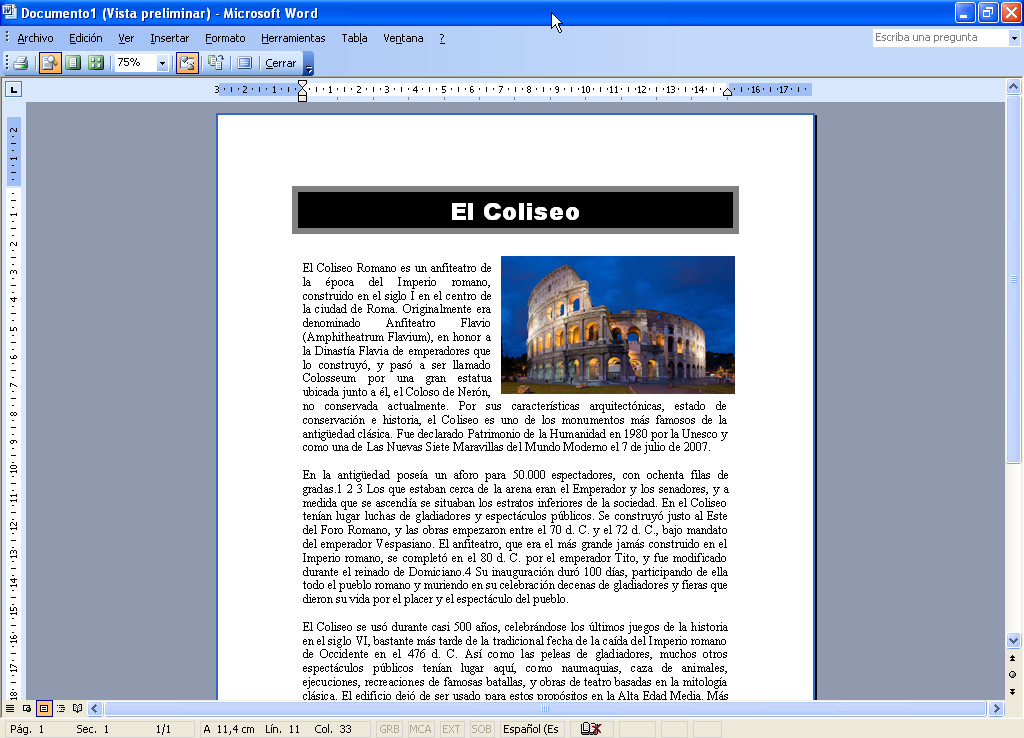 Documento1 (Vista preliminar) - Microsoft Word
Archivo Edición Ver Insertar Formato Herramientas Tabla Ventana ? Escriba una pregunta
75% Cerrar
3 2 1 1 2 3 4 5 6 7 8 9 10 11 12 13 14 16 17
El Coliseo
El Coliseo Romano es un anfiteatro de
la época del Imperio romano,
construido en el siglo I en el centro de
la ciudad de Roma. Originalmente era
denominado Anfiteatro Flavio
(Amphitheatrum Flavium), en honor a
la Dinastía Flavia de emperadores que
lo construyó, y pasó a ser llamado
Colosseum por una gran estatua
ubicada junto a él, el Coloso de Nerón,
no conservada actualmente. Por sus características arquitectónicas, estado de
conservación e historia, el Coliseo es uno de los monumentos más famosos de la
antigüedad clásica. Fue declarado Patrimonio de la Humanidad en 1980 por la Unesco y
como una de Las Nuevas Siete Maravillas del Mundo Moderno el 7 de julio de 2007.
En la antigüedad poseía un aforo para 50.000 espectadores, con ochenta filas de
gradas.1 2 3 Los que estaban cerca de la arena eran el Emperador y los senadores, y a
medida que se ascendía se situaban los estratos inferiores de la sociedad. En el Coliseo
tenían lugar luchas de gladiadores y espectáculos públicos. Se construyó justo al Este
del Foro Romano, y las obras empezaron entre el 70 d. C. y el 72 d. C., bajo mandato
del emperador Vespasiano. El anfiteatro, que era el más grande jamás construido en el
Imperio romano, se completó en el 80 d. C. por el emperador Tito, y fue modificado
durante el reinado de Domiciano.4 Su inauguración duró 100 días, participando de ella
todo el pueblo romano y muriendo en su celebración decenas de gladiadores y fieras que
dieron su vida por el placer y el espectáculo del pueblo.
El Coliseo se usó durante casi 500 años, celebrándose los últimos juegos de la historia
en el siglo VI, bastante más tarde de la tradicional fecha de la caída del Imperio romano
de Occidente en el 476 d. C. Así como las peleas de gladiadores, muchos otros
espectáculos públicos tenían lugar aquí, como naumaquias, caza de animales,
ejecuciones, recreaciones de famosas batallas, y obras de teatro basadas en la mitología
clásica. El edificio dejó de ser usado para estos propósitos en la Alta Edad Media. Más
Pág. 1 Sec. 1 1/1 A 11,4 cm Lín. 11 Col. 33 GRB MCA EXT SOB Español (Es